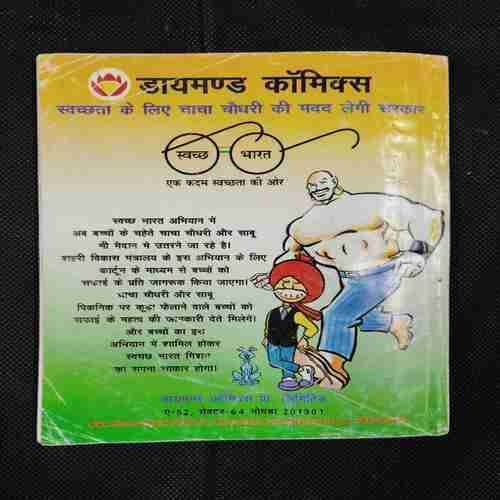 डायमण्ड कॉमिक्स
स्वच्छता के लिए चाचा चौधरी की मदद लेगी सरकार
स्वच्छ भारत
एक कदम स्वच्छता की ओर
स्वच्छ भारत अभियान में
अब बच्चों के चहेते चाचा चौधरी और साबू
भी मैदान में उतरने जा रहे है।
शहरी विकास मंत्रालय के इस अभियान के लिए
कार्टून के माध्यम से बच्चों को
सफाई के प्रति जागरूक किया जाएगा।
चाचा चौधरी और साबू
पिकनिक पर कूड़ा फैलाने वाले बच्चों को
सफाई के महत्व की जानकारी देते मिलेगें।
और बच्चों का इस
अभियान में शामिल होकर
स्वच्छ भारत मिशन
का सपना साकार होगा।
डायमण्ड कॉमिक्स प्रा. लिमिटेड
ए-52, सेक्टर-64 नोएडा 201301